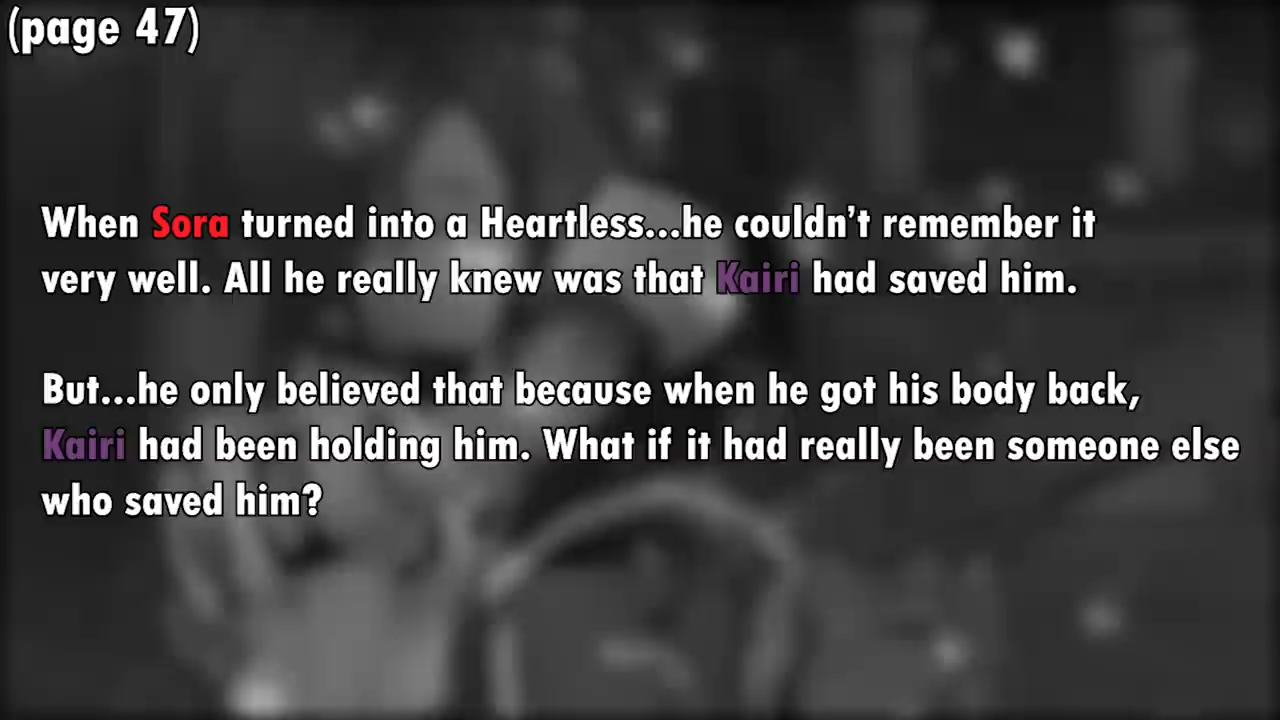 (page 47)
When Sora turned into a Heartless...he couldn’t remember it
very well. All he really knew was that Kairi had saved him.
But...he only believed that because when he got his body back,
Kairi had been holding him. What if it had really been someone else
who saved him?